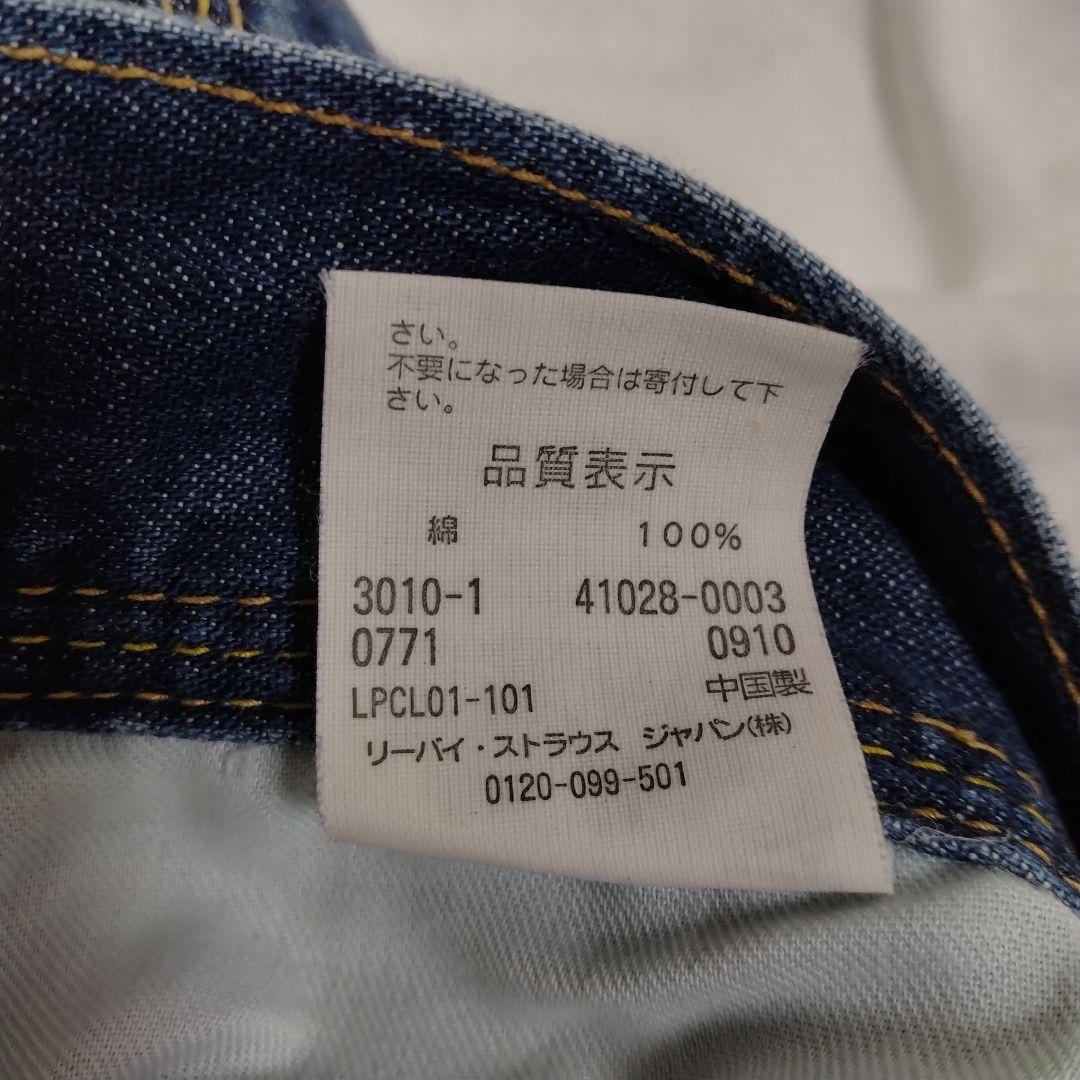 さい。
不要になった場合は寄付して下
さい。
品質表示
綿 100%
3010-1 41028-0003
0771 0910
LPCL01-101 中国製
リーバイ・ストラウス ジャパン(株)
0120-099-501